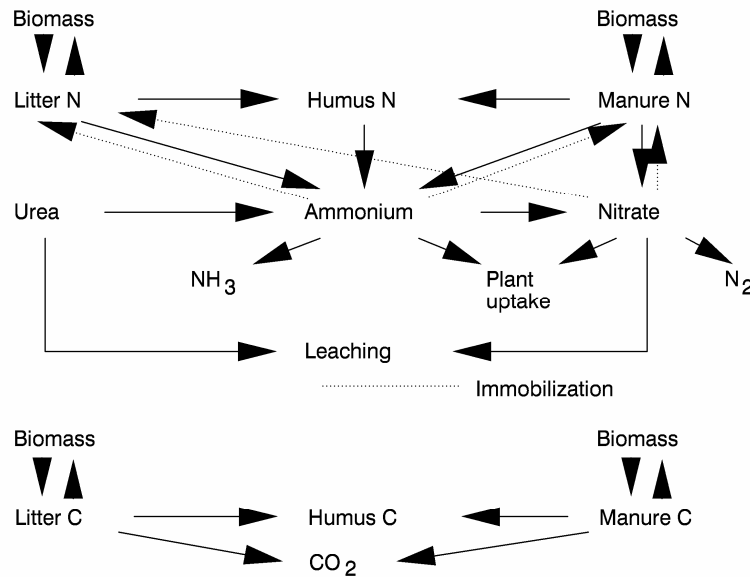 Biomass Biomass
Litter N Humus N Manure N
Urea Ammonium Nitrate
NH3 Plant uptake N2
Leaching
Immobilization
Biomass Biomass
Litter C Humus C Manure C
CO2